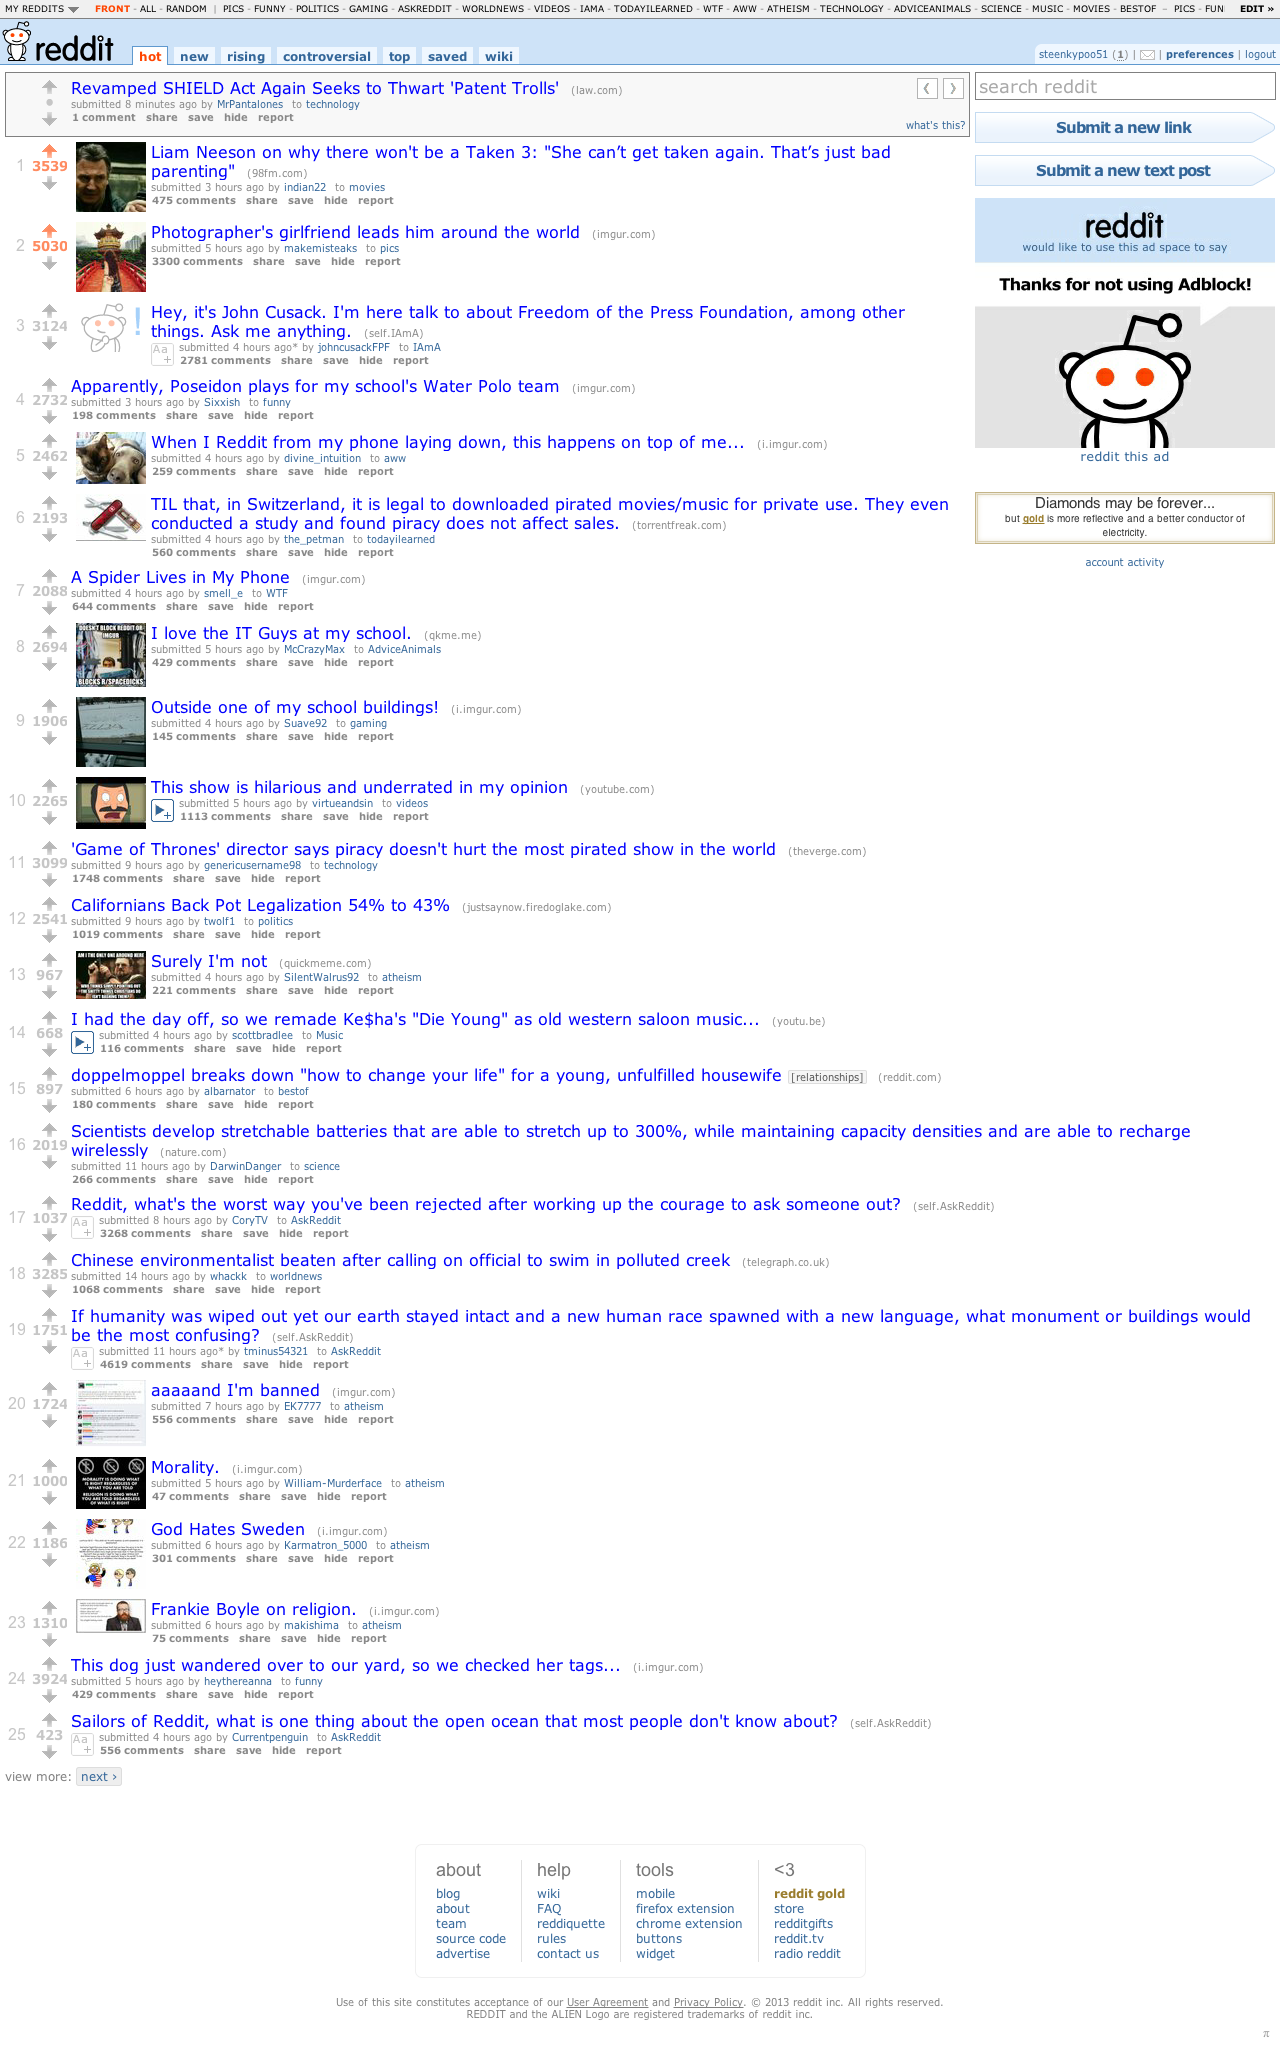 MY REDDITS FRONT - ALL - RANDOM | PICS - FUNNY - POLITICS - GAMING - ASKREDDIT - WORLDNEWS - VIDEOS - IAMA - TODAYILEARNED - WTF - AWW - ATHEISM - TECHNOLOGY - ADVICEANIMALS - SCIENCE - MUSIC - MOVIES - BESTOF – PICS - FUN EDIT »
reddit hot new rising controversial top saved wiki
steenkypoo51 (1) | | preferences | logout
Revamped SHIELD Act Again Seeks to Thwart 'Patent Trolls' (law.com)
submitted 8 minutes ago by MrPantalones to technology
1 comment share save hide report
what's this?
1 3539
Liam Neeson on why there won't be a Taken 3: "She can’t get taken again. That’s just bad
parenting" (98fm.com)
submitted 3 hours ago by indian22 to movies
475 comments share save hide report
2 5030
Photographer's girlfriend leads him around the world (imgur.com)
submitted 5 hours ago by makemisteaks to pics
3300 comments share save hide report
3 3124
Hey, it's John Cusack. I'm here talk to about Freedom of the Press Foundation, among other
things. Ask me anything. (self.IAmA)
Aa+ submitted 4 hours ago* by johncusackFPF to IAmA
2781 comments share save hide report
4 2732
Apparently, Poseidon plays for my school's Water Polo team (imgur.com)
submitted 3 hours ago by Sixxish to funny
198 comments share save hide report
5 2462
When I Reddit from my phone laying down, this happens on top of me... (i.imgur.com)
submitted 4 hours ago by divine_intuition to aww
259 comments share save hide report
6 2193
TIL that, in Switzerland, it is legal to downloaded pirated movies/music for private use. They even
conducted a study and found piracy does not affect sales. (torrentfreak.com)
submitted 4 hours ago by the_petman to todayilearned
560 comments share save hide report
7 2088
A Spider Lives in My Phone (imgur.com)
submitted 4 hours ago by smell_e to WTF
644 comments share save hide report
8 2694
DOESN'T BLOCK REDDIT OR
IMGUR
BLOCKS R/SPACEDICKS
I love the IT Guys at my school. (qkme.me)
submitted 5 hours ago by McCrazyMax to AdviceAnimals
429 comments share save hide report
9 1906
Outside one of my school buildings! (i.imgur.com)
submitted 4 hours ago by Suave92 to gaming
145 comments share save hide report
10 2265
This show is hilarious and underrated in my opinion (youtube.com)
submitted 5 hours ago by virtueandsin to videos
1113 comments share save hide report
11 3099
'Game of Thrones' director says piracy doesn't hurt the most pirated show in the world (theverge.com)
submitted 9 hours ago by genericusername98 to technology
1748 comments share save hide report
12 2541
Californians Back Pot Legalization 54% to 43% (justsaynow.firedoglake.com)
submitted 9 hours ago by twolf1 to politics
1019 comments share save hide report
13 967
AM I THE ONLY ONE AROUND HERE
Surely I'm not (quickmeme.com)
submitted 4 hours ago by SilentWalrus92 to atheism
221 comments share save hide report
14 668
I had the day off, so we remade Ke$ha's "Die Young" as old western saloon music... (youtu.be)
submitted 4 hours ago by scottbradlee to Music
116 comments share save hide report
15 897
doppelmoppel breaks down "how to change your life" for a young, unfulfilled housewife [relationships] (reddit.com)
submitted 6 hours ago by albarnator to bestof
180 comments share save hide report
16 2019
Scientists develop stretchable batteries that are able to stretch up to 300%, while maintaining capacity densities and are able to recharge
wirelessly (nature.com)
submitted 11 hours ago by DarwinDanger to science
266 comments share save hide report
17 1037
Reddit, what's the worst way you've been rejected after working up the courage to ask someone out? (self.AskReddit)
Aa+ submitted 8 hours ago by CoryTV to AskReddit
3268 comments share save hide report
18 3285
Chinese environmentalist beaten after calling on official to swim in polluted creek (telegraph.co.uk)
submitted 14 hours ago by whackk to worldnews
1068 comments share save hide report
19 1751
If humanity was wiped out yet our earth stayed intact and a new human race spawned with a new language, what monument or buildings would
be the most confusing? (self.AskReddit)
Aa+ submitted 11 hours ago* by tminus54321 to AskReddit
4619 comments share save hide report
20 1724
aaaaand I'm banned (imgur.com)
submitted 7 hours ago by EK7777 to atheism
556 comments share save hide report
21 1000
MORALITY IS DOING WHAT
IS RIGHT REGARDLESS OF
WHAT YOU ARE TOLD
RELIGION IS DOING WHAT
YOU ARE TOLD REGARDLESS
OF WHAT IS RIGHT
Morality. (i.imgur.com)
submitted 5 hours ago by William-Murderface to atheism
47 comments share save hide report
22 1186
God Hates Sweden (i.imgur.com)
submitted 6 hours ago by Karmatron_5000 to atheism
301 comments share save hide report
23 1310
Frankie Boyle on religion. (i.imgur.com)
submitted 6 hours ago by makishima to atheism
75 comments share save hide report
24 3924
This dog just wandered over to our yard, so we checked her tags... (i.imgur.com)
submitted 5 hours ago by heythereanna to funny
429 comments share save hide report
25 423
Sailors of Reddit, what is one thing about the open ocean that most people don't know about? (self.AskReddit)
Aa+ submitted 4 hours ago by Currentpenguin to AskReddit
556 comments share save hide report
view more: next ›
search reddit
Submit a new link
Submit a new text post
reddit
would like to use this ad space to say
Thanks for not using Adblock!
reddit this ad
Diamonds may be forever...
but gold is more reflective and a better conductor of
electricity.
account activity
about
blog
about
team
source code
advertise
help
wiki
FAQ
reddiquette
rules
contact us
tools
mobile
firefox extension
chrome extension
buttons
widget
<3
reddit gold
store
redditgifts
reddit.tv
radio reddit
Use of this site constitutes acceptance of our User Agreement and Privacy Policy. © 2013 reddit inc. All rights reserved.
REDDIT and the ALIEN Logo are registered trademarks of reddit inc.
π